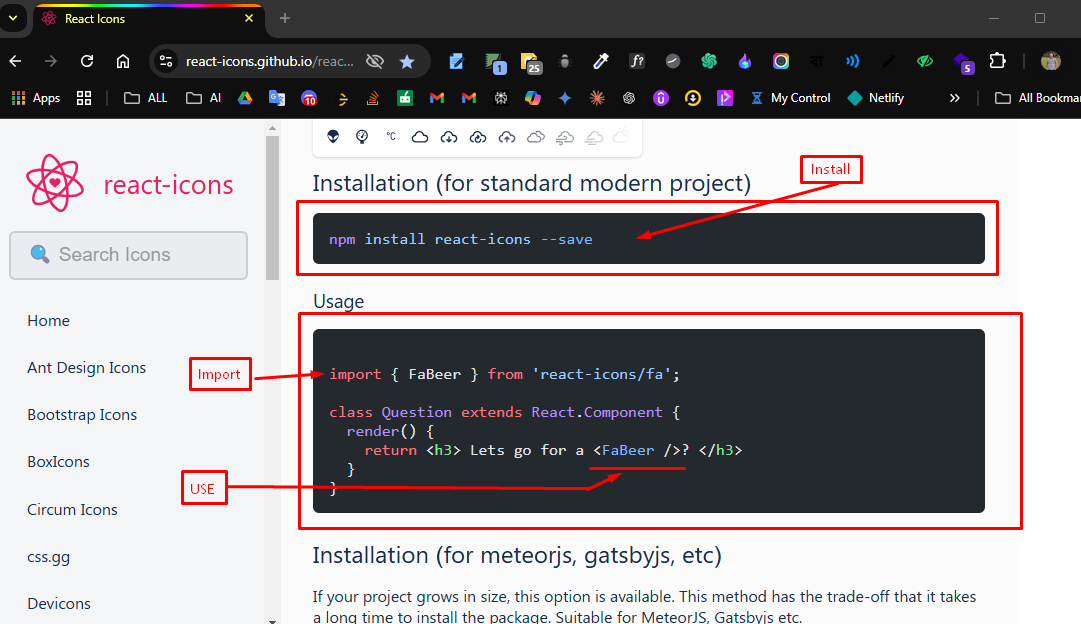 React Icons
react-icons.github.io/reac...
1
25
f?
5
Apps
ALL
AI
10
My Control
Netlify
All Bookmar
react-icons
Search Icons
Home
Ant Design Icons
Bootstrap Icons
BoxIcons
Circum Icons
css.gg
Devicons
°C
Installation (for standard modern project)
Install
npm install react-icons --save
Usage
Import
import { FaBeer } from 'react-icons/fa';
class Question extends React.Component {
render() {
return <h3> Lets go for a <FaBeer />? </h3>
}
USE
}
Installation (for meteorjs, gatsbyjs, etc)
If your project grows in size, this option is available. This method has the trade-off that it takes
a long time to install the package. Suitable for MeteorJS, Gatsbyjs etc.